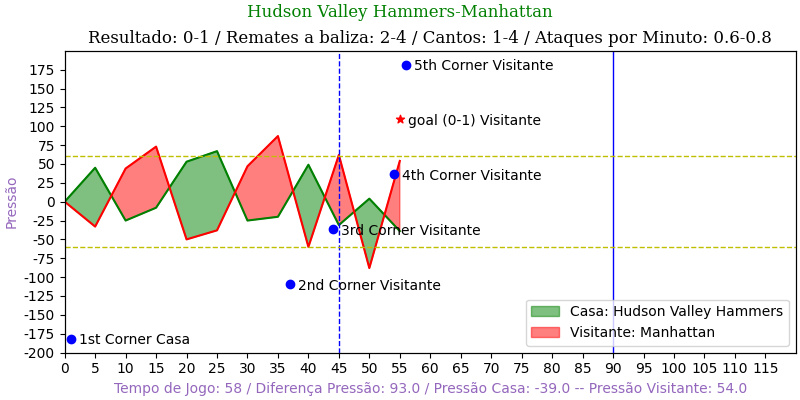 Hudson Valley Hammers-Manhattan
Resultado: 0-1 / Remates a baliza: 2-4 / Cantos: 1-4 / Ataques por Minuto: 0.6-0.8
Pressão
175
150
125
100
75
50
25
0
-25
-50
-75
-100
-125
-150
-175
-200
5th Corner Visitante
goal (0-1) Visitante
4th Corner Visitante
3rd Corner Visitante
2nd Corner Visitante
1st Corner Casa
Casa: Hudson Valley Hammers
Visitante: Manhattan
0 5 10 15 20 25 30 35 40 45 50 55 60 65 70 75 80 85 90 95 100 105 110 115
Tempo de Jogo: 58 / Diferença Pressão: 93.0 / Pressão Casa: -39.0 -- Pressão Visitante: 54.0